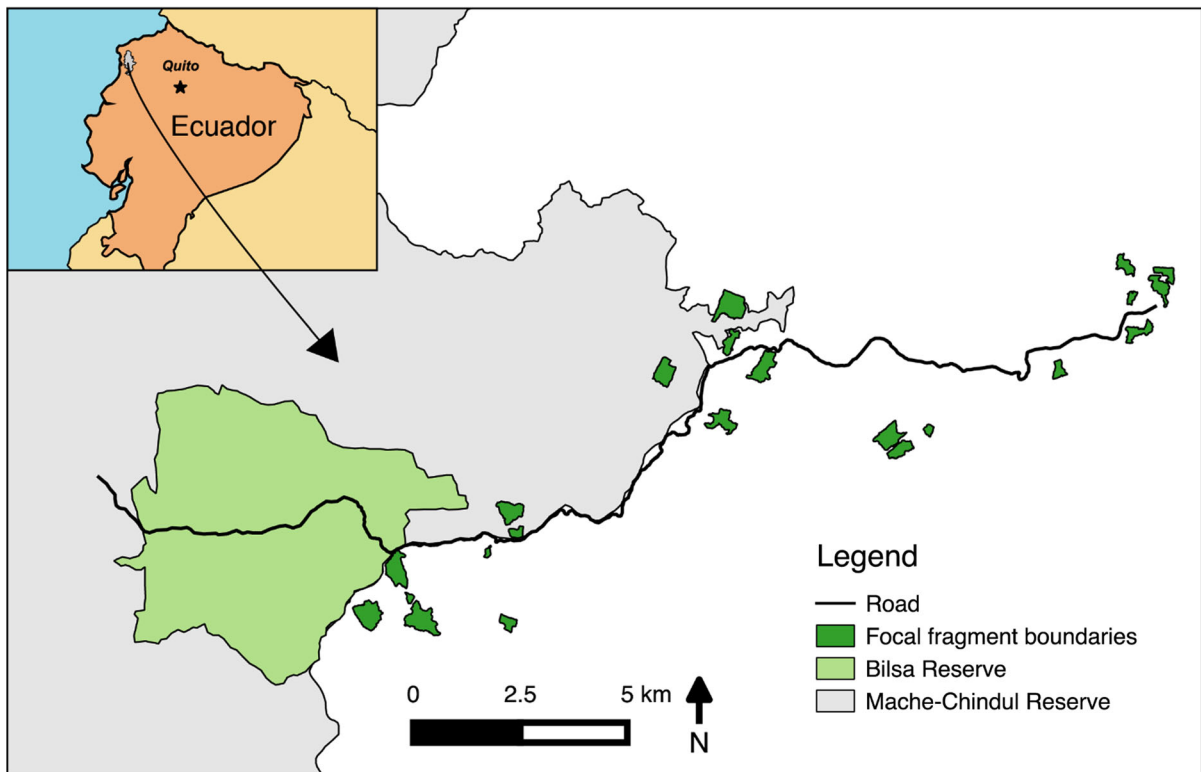 Quito
Ecuador
Legend
Road
Focal fragment boundaries
Bilsa Reserve
Mache-Chindul Reserve
0 2.5 5 km
N